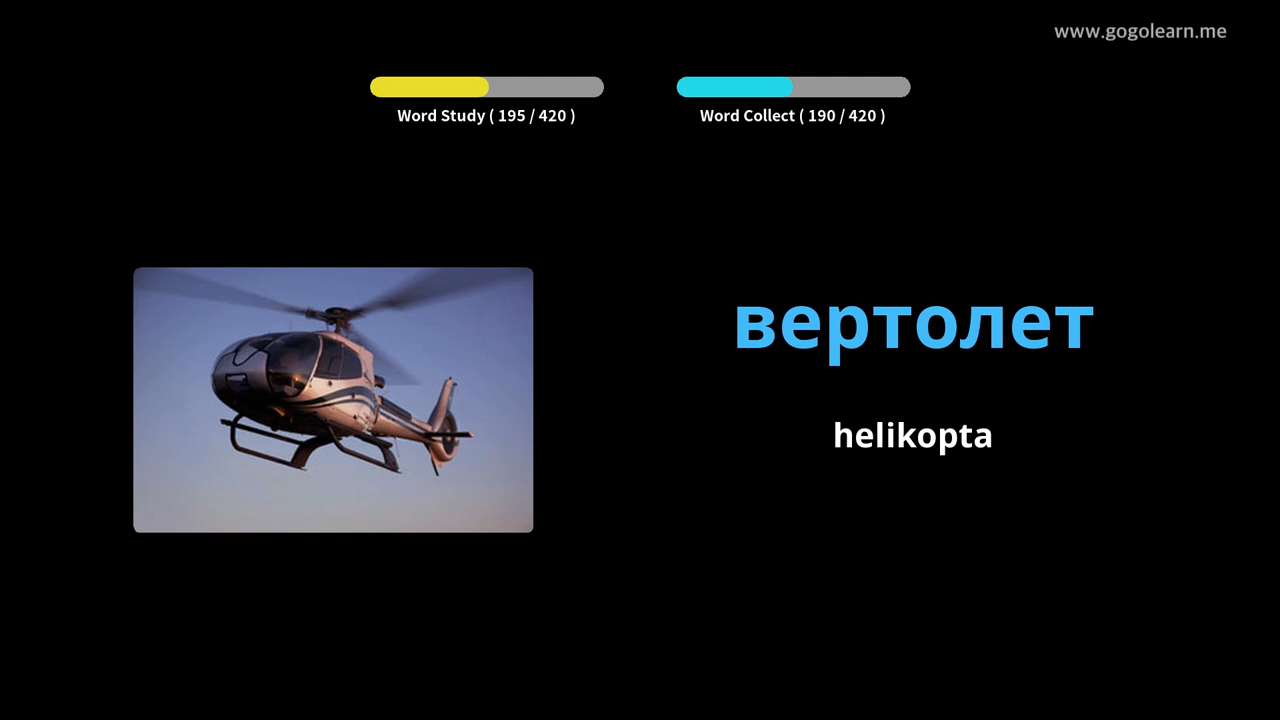 www.gogolearn.me
Word Study ( 195 / 420 )
Word Collect ( 190 / 420 )
вертолет
helikopta